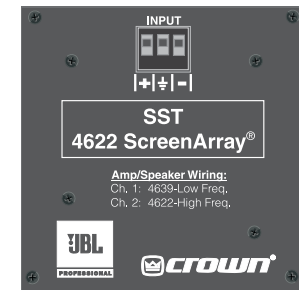 INPUT
|+|⏚|-|
SST
4622 ScreenArray®
Amp/Speaker Wiring:
Ch. 1: 4639-Low Freq.
Ch. 2: 4622-High Freq.
JBL
PROFESSIONAL
crown®